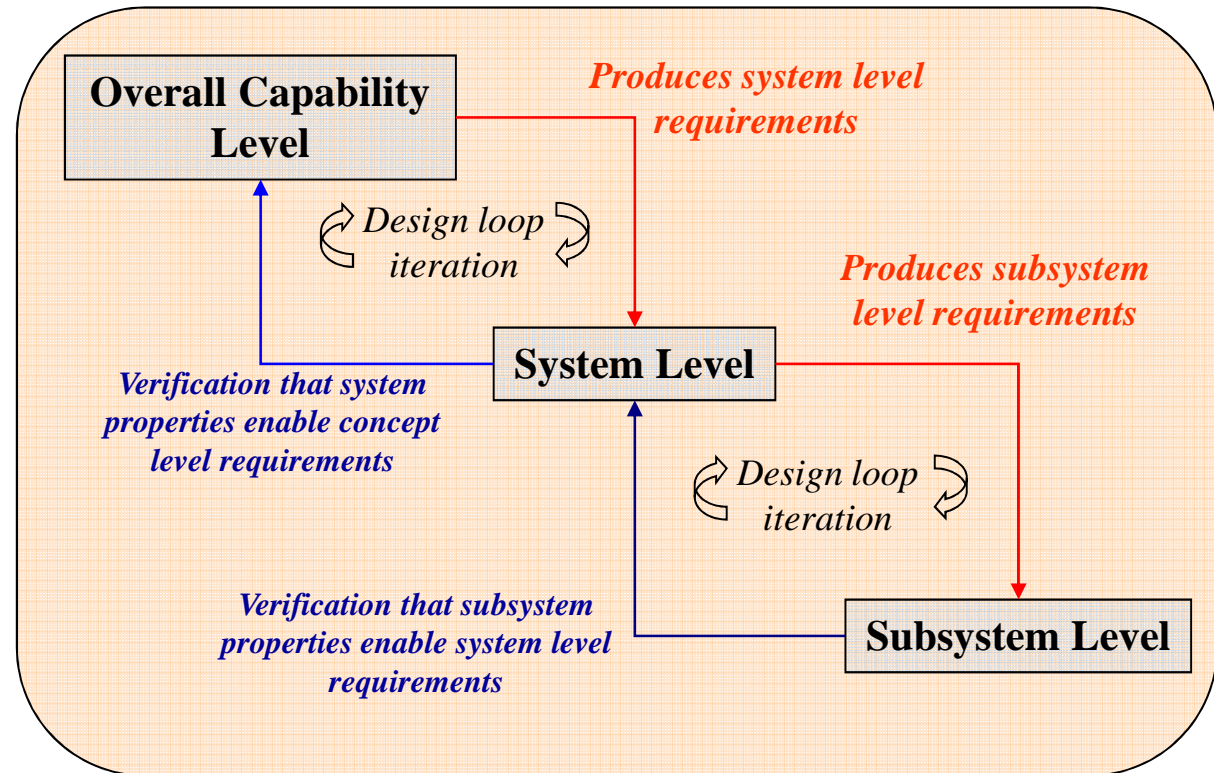 Overall Capability
Level
Produces system level
requirements
Design loop
iteration
Produces subsystem
level requirements
System Level
Verification that system
properties enable concept
level requirements
Design loop
iteration
Verification that subsystem
properties enable system level
requirements
Subsystem Level